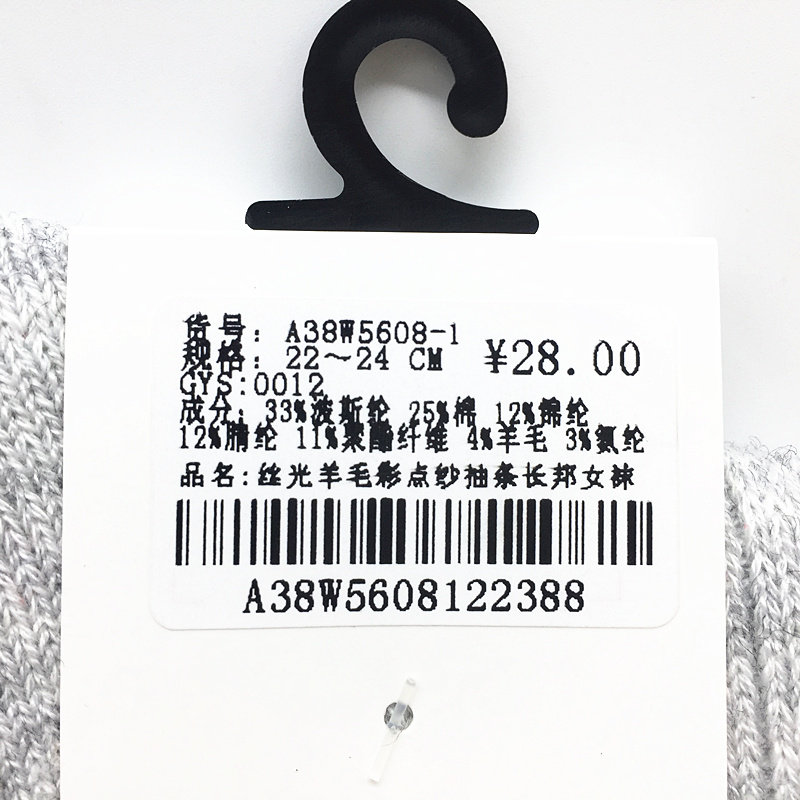 货号: A38W5608-1
规格: 22~24 CM ¥28.00
GYS:0012
成分: 33%波斯纶 25%棉 12%锦纶
12%腈纶 11%聚酯纤维 4%羊毛 3%氨纶
品名:丝光羊毛彩点纱抽条长邦女袜
A38W5608122388